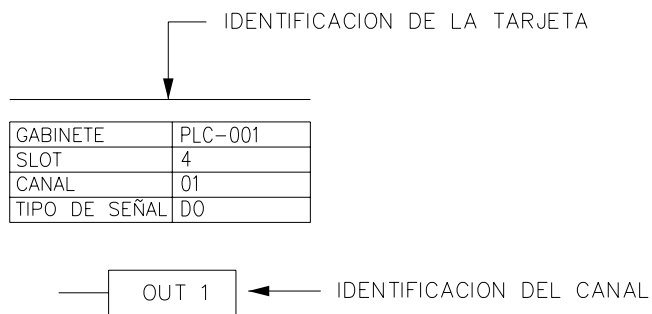 IDENTIFICACION DE LA TARJETA
GABINETE PLC-001
SLOT 4
CANAL 01
TIPO DE SEÑAL DO
OUT 1 IDENTIFICACION DEL CANAL